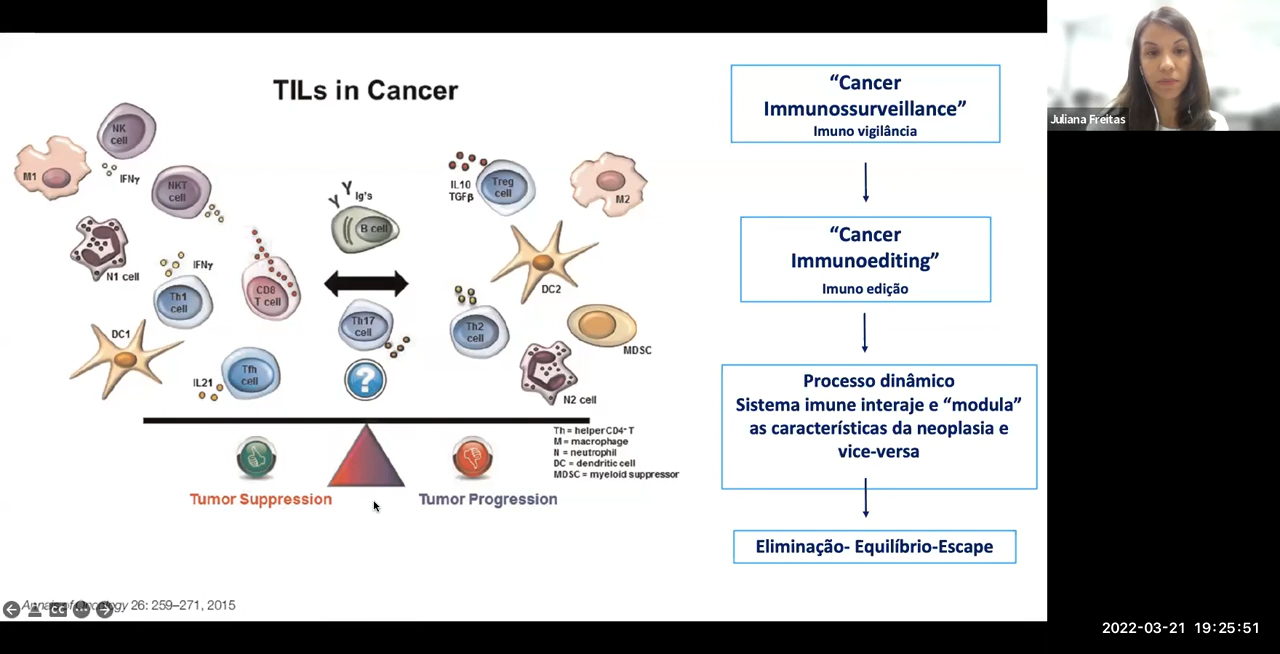 TILs in Cancer
NK
cell
M1
IFNγ
NKT
cell
N1 cell
IFNγ
Th1
cell
CD8
T cell
DC1
IL21
Tfh
cell
Ig's
B cell
Th17
cell
?
IL10
TGFβ
Treg
cell
M2
DC2
Th2
cell
MDSC
N2 cell
Th = helper CD4+ T
M = macrophage
N = neutrophil
DC = dendritic cell
MDSC = myeloid suppressor
Tumor Suppression
Tumor Progression
“Cancer
Immunossurveillance”
Imuno vigilância
“Cancer
Immunoediting”
Imuno edição
Processo dinâmico
Sistema imune interaje e “modula”
as características da neoplasia e
vice-versa
Eliminação- Equilíbrio-Escape
Annals of Oncology 26: 259–271, 2015
CC
Juliana Freitas
2022-03-21 19:25:51